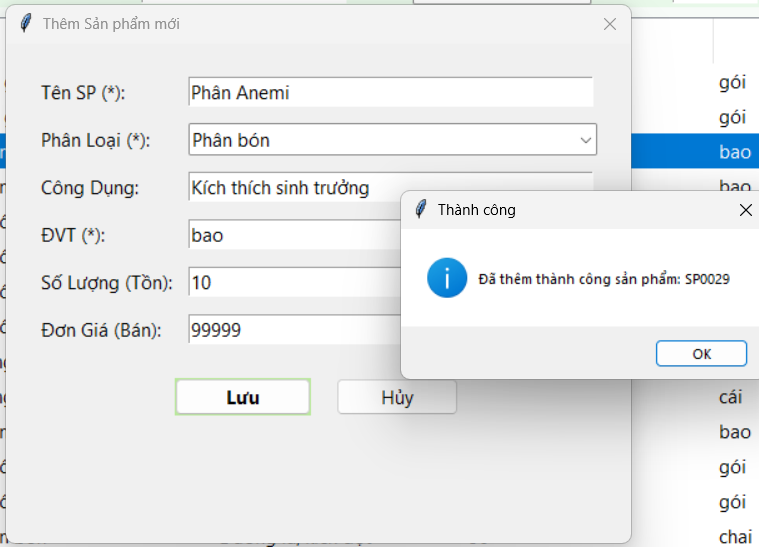 Thêm Sản phẩm mới
Tên SP (*): Phân Anemi
Phân Loại (*): Phân bón
Công Dụng: Kích thích sinh trưởng
ĐVT (*): bao
Số Lượng (Tồn): 10
Đơn Giá (Bán): 99999
Lưu Hủy
Thành công
Đã thêm thành công sản phẩm: SP0029
OK
gói
gói
bao
bao
cái
bao
gói
gói
chai